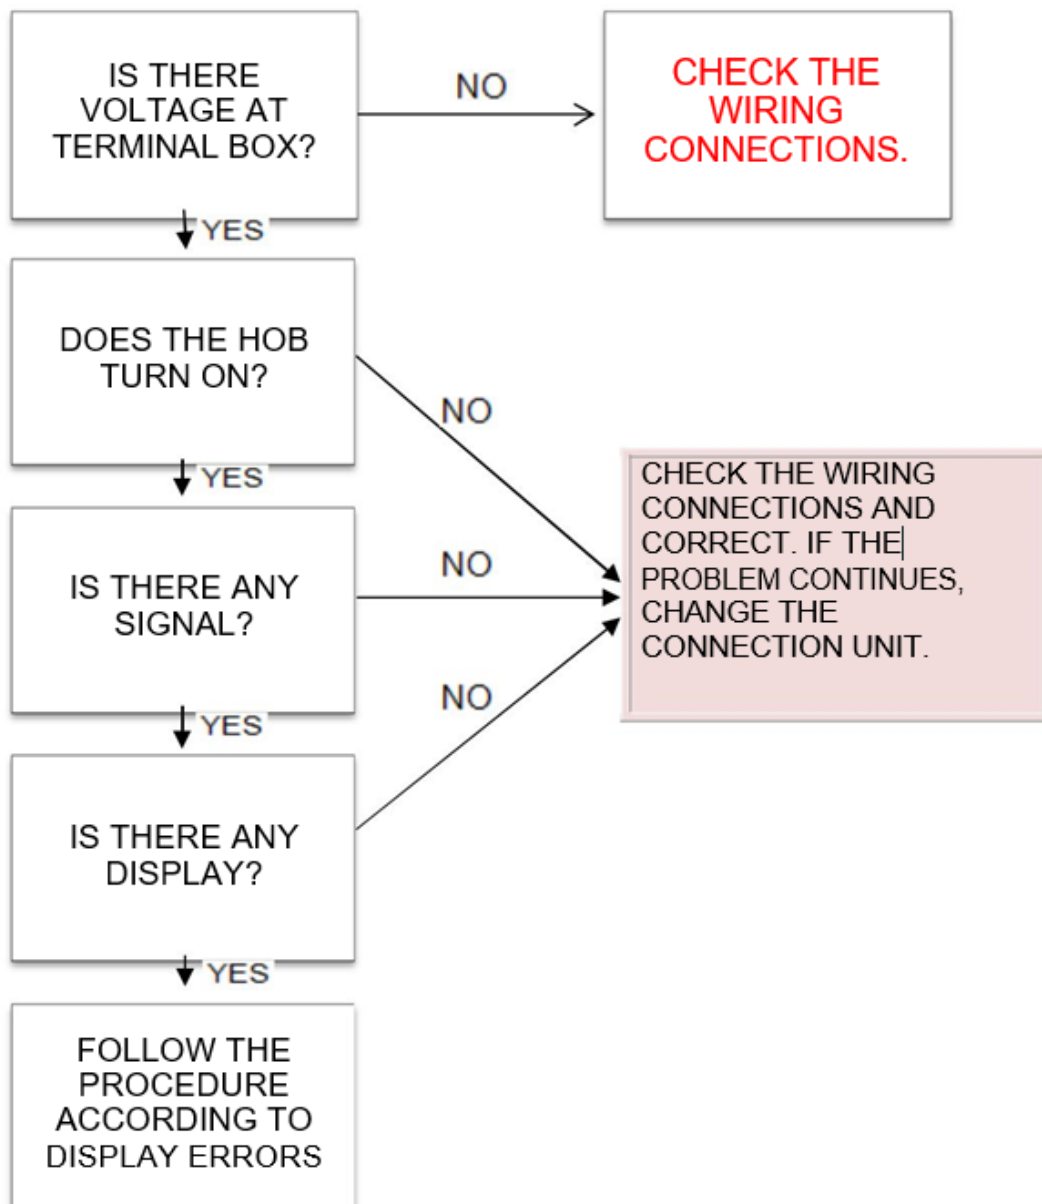 IS THERE
VOLTAGE AT
TERMINAL BOX?
NO
CHECK THE
WIRING
CONNECTIONS.
YES
DOES THE HOB
TURN ON?
NO
YES
CHECK THE WIRING
CONNECTIONS AND
CORRECT. IF THE
PROBLEM CONTINUES,
CHANGE THE
CONNECTION UNIT.
IS THERE ANY
SIGNAL?
NO
YES
NO
IS THERE ANY
DISPLAY?
YES
FOLLOW THE
PROCEDURE
ACCORDING TO
DISPLAY ERRORS